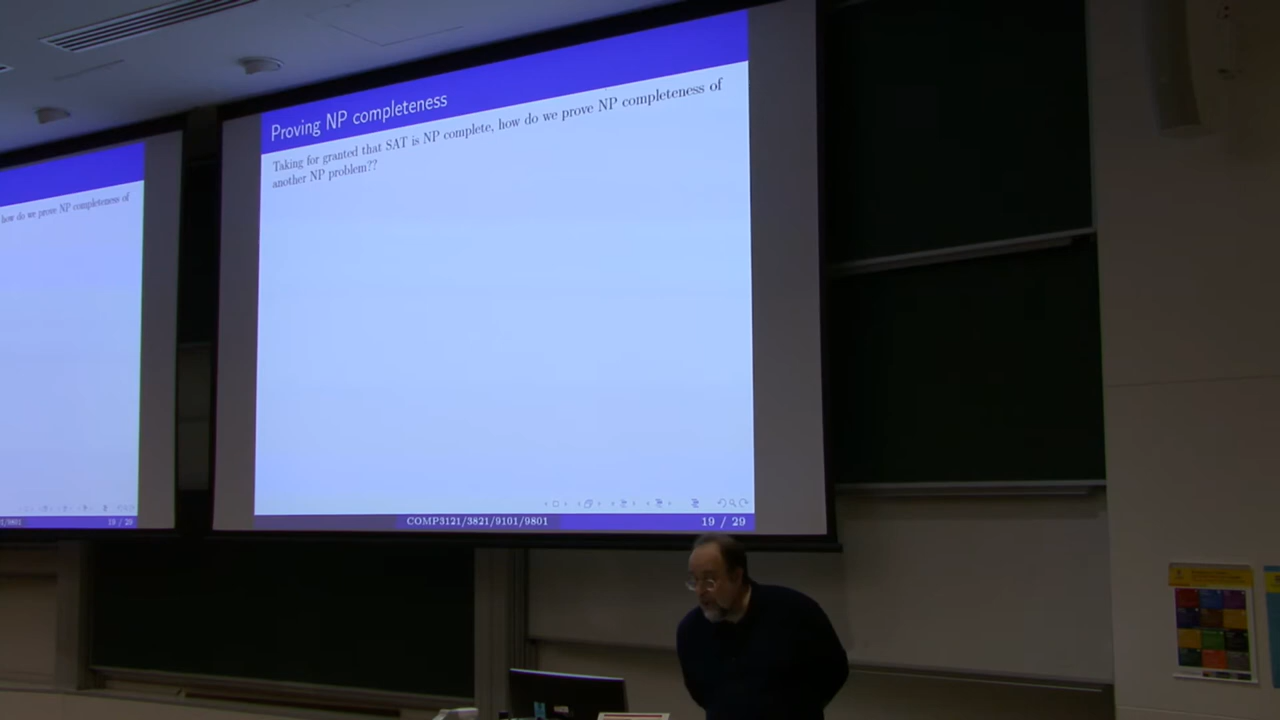 how do we prove NP completeness of
19 / 29
Proving NP completeness
Taking for granted that SAT is NP complete, how do we prove NP completeness of
another NP problem??
COMP3121/3821/9101/9801
19 / 29